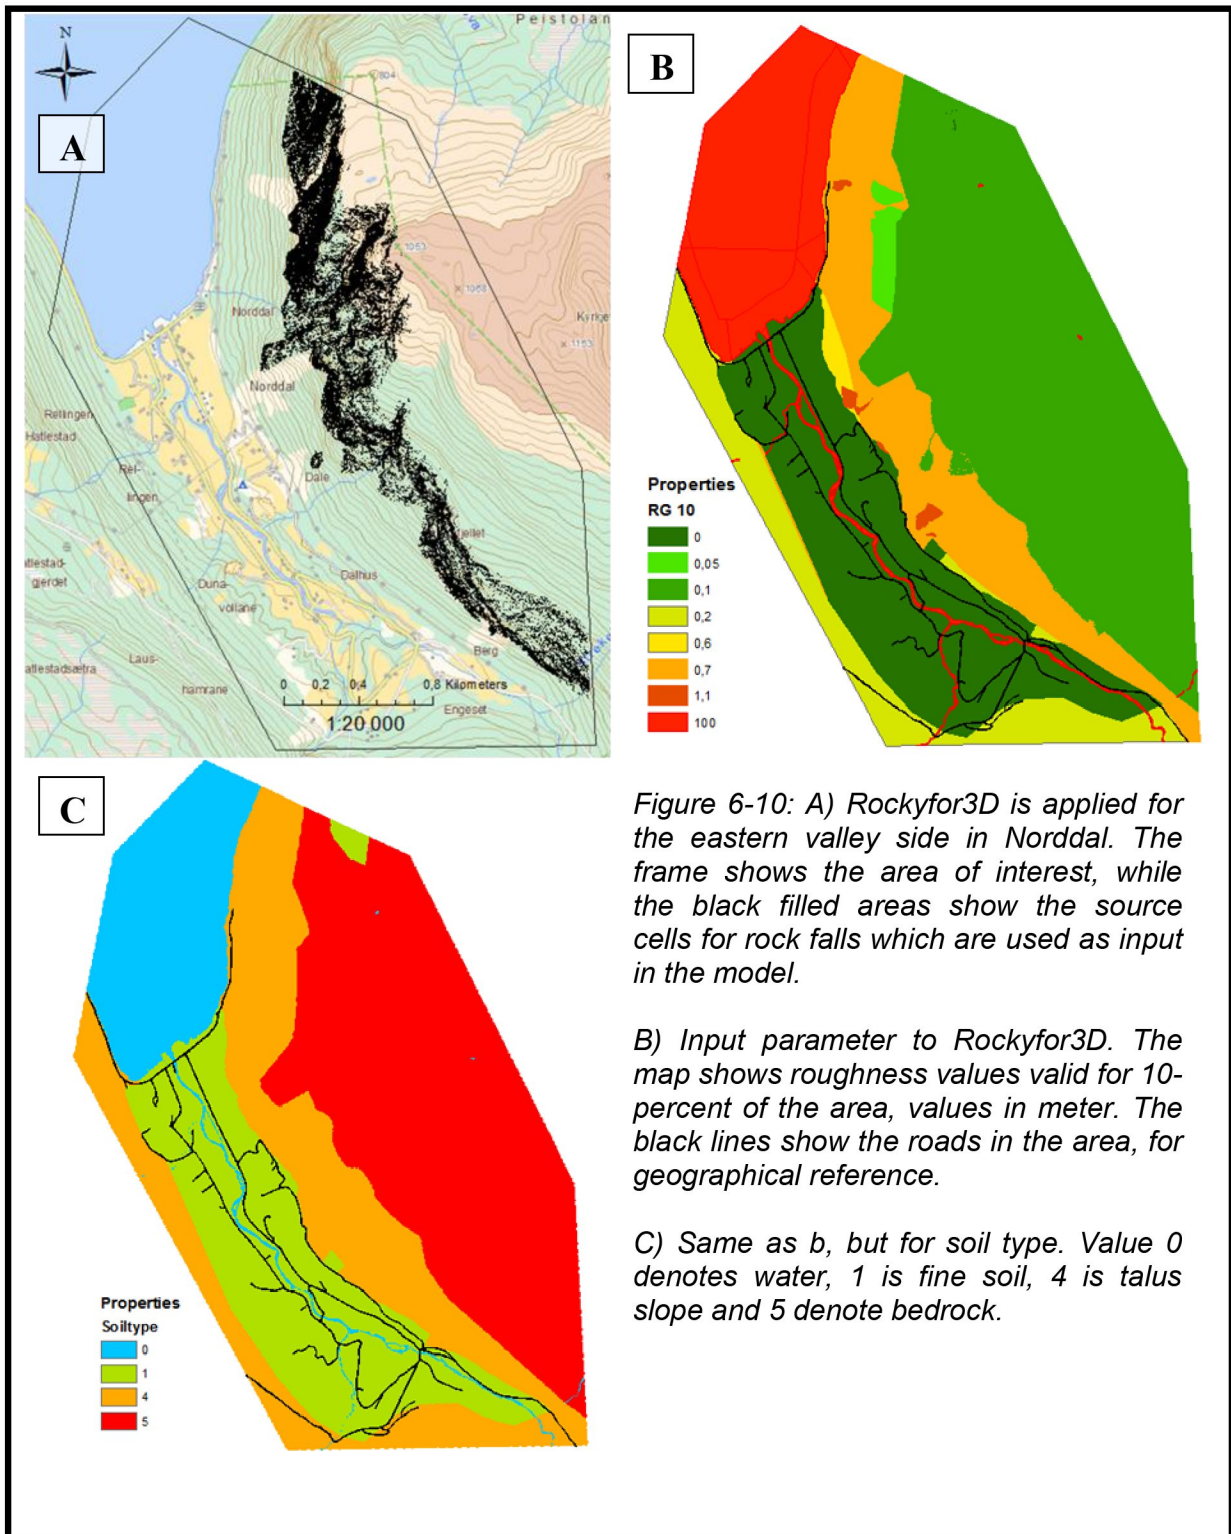 N
A
Peistolan
804
1053
1068
Kyrkje
1153
Norddal
Norddal
Rellingen
Hatlestad
Rel-
lingen
Dale
fjellet
atlestad-
gjerdet
Duna-
vollane
Dalhus
Berg
atlestadsætra
Laus-
hamrane
Engeset
0 0,2 0,4 0,8 Kilometers
1:20 000
B
Properties
RG 10
0
0,05
0,1
0,2
0,6
0,7
1,1
100
C
Properties
Soiltype
0
1
4
5
Figure 6-10: A) Rockyfor3D is applied for
the eastern valley side in Norddal. The
frame shows the area of interest, while
the black filled areas show the source
cells for rock falls which are used as input
in the model.
B) Input parameter to Rockyfor3D. The
map shows roughness values valid for 10-
percent of the area, values in meter. The
black lines show the roads in the area, for
geographical reference.
C) Same as b, but for soil type. Value 0
denotes water, 1 is fine soil, 4 is talus
slope and 5 denote bedrock.